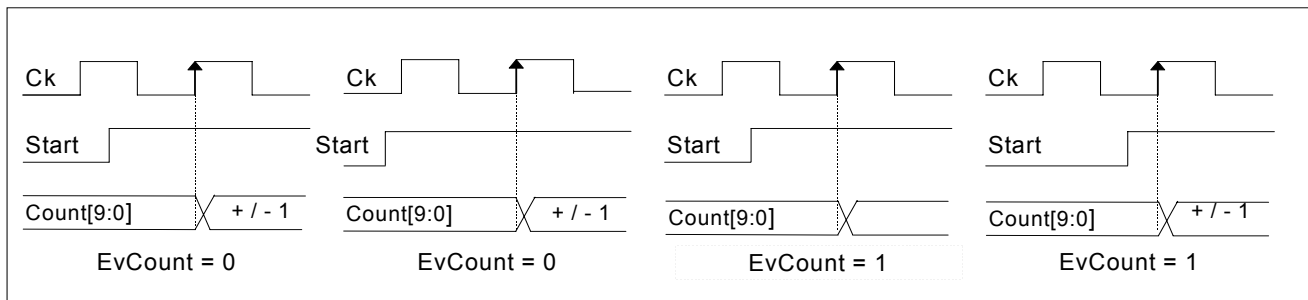 Ck
Ck
Ck
Ck
Start
Start
Start
Start
Count[9:0]
+ / - 1
Count[9:0]
+ / - 1
Count[9:0]
Count[9:0]
+ / - 1
EvCount = 0
EvCount = 0
EvCount = 1
EvCount = 1